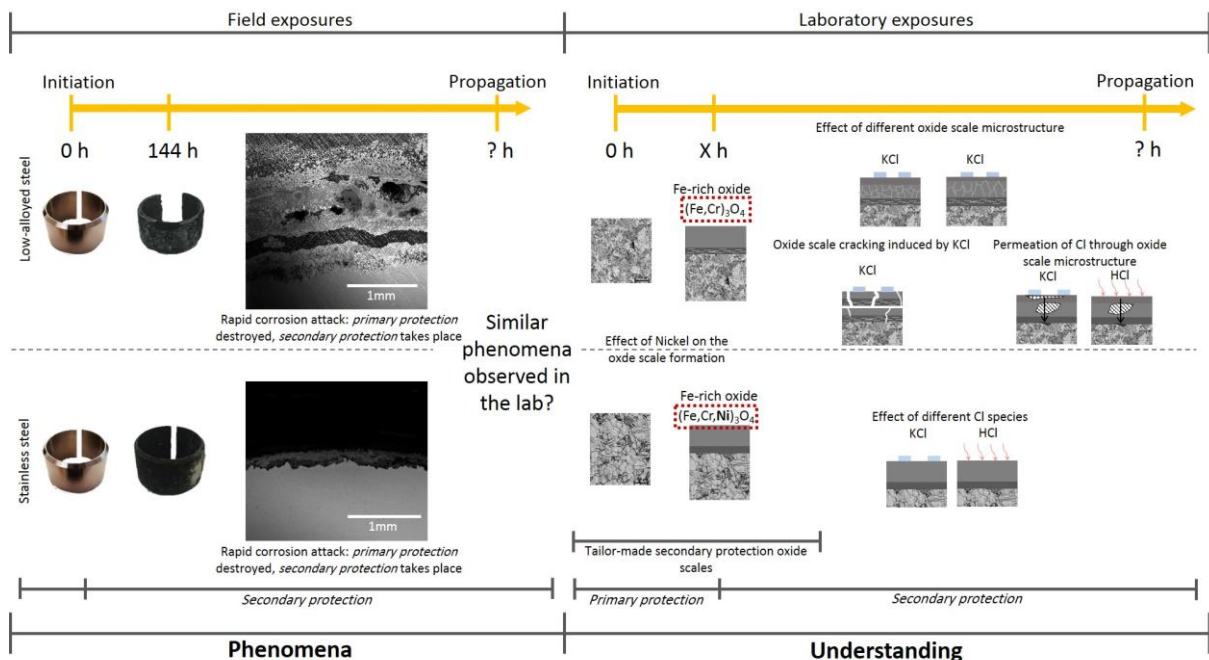 Field exposures
Laboratory exposures
Initiation
Propagation
0 h
144 h
? h
Low-alloyed steel
1mm
Rapid corrosion attack: primary protection
destroyed, secondary protection takes place
Stainless steel
1mm
Rapid corrosion attack: primary protection
destroyed, secondary protection takes place
Similar
phenomena
observed in
the lab?
Secondary protection
Phenomena
Initiation
Propagation
0 h
X h
? h
Effect of different oxide scale microstructure
KCl
KCl
Fe-rich oxide
(Fe,Cr)₃O₄
Oxide scale cracking induced by KCl
KCl
Permeation of Cl through oxide
scale microstructure
KCl
HCl
Effect of Nickel on the
oxde scale formation
Fe-rich oxide
(Fe,Cr,Ni)₃O₄
Effect of different Cl species
KCl
HCl
Tailor-made secondary protection oxide
scales
Primary protection
Secondary protection
Understanding